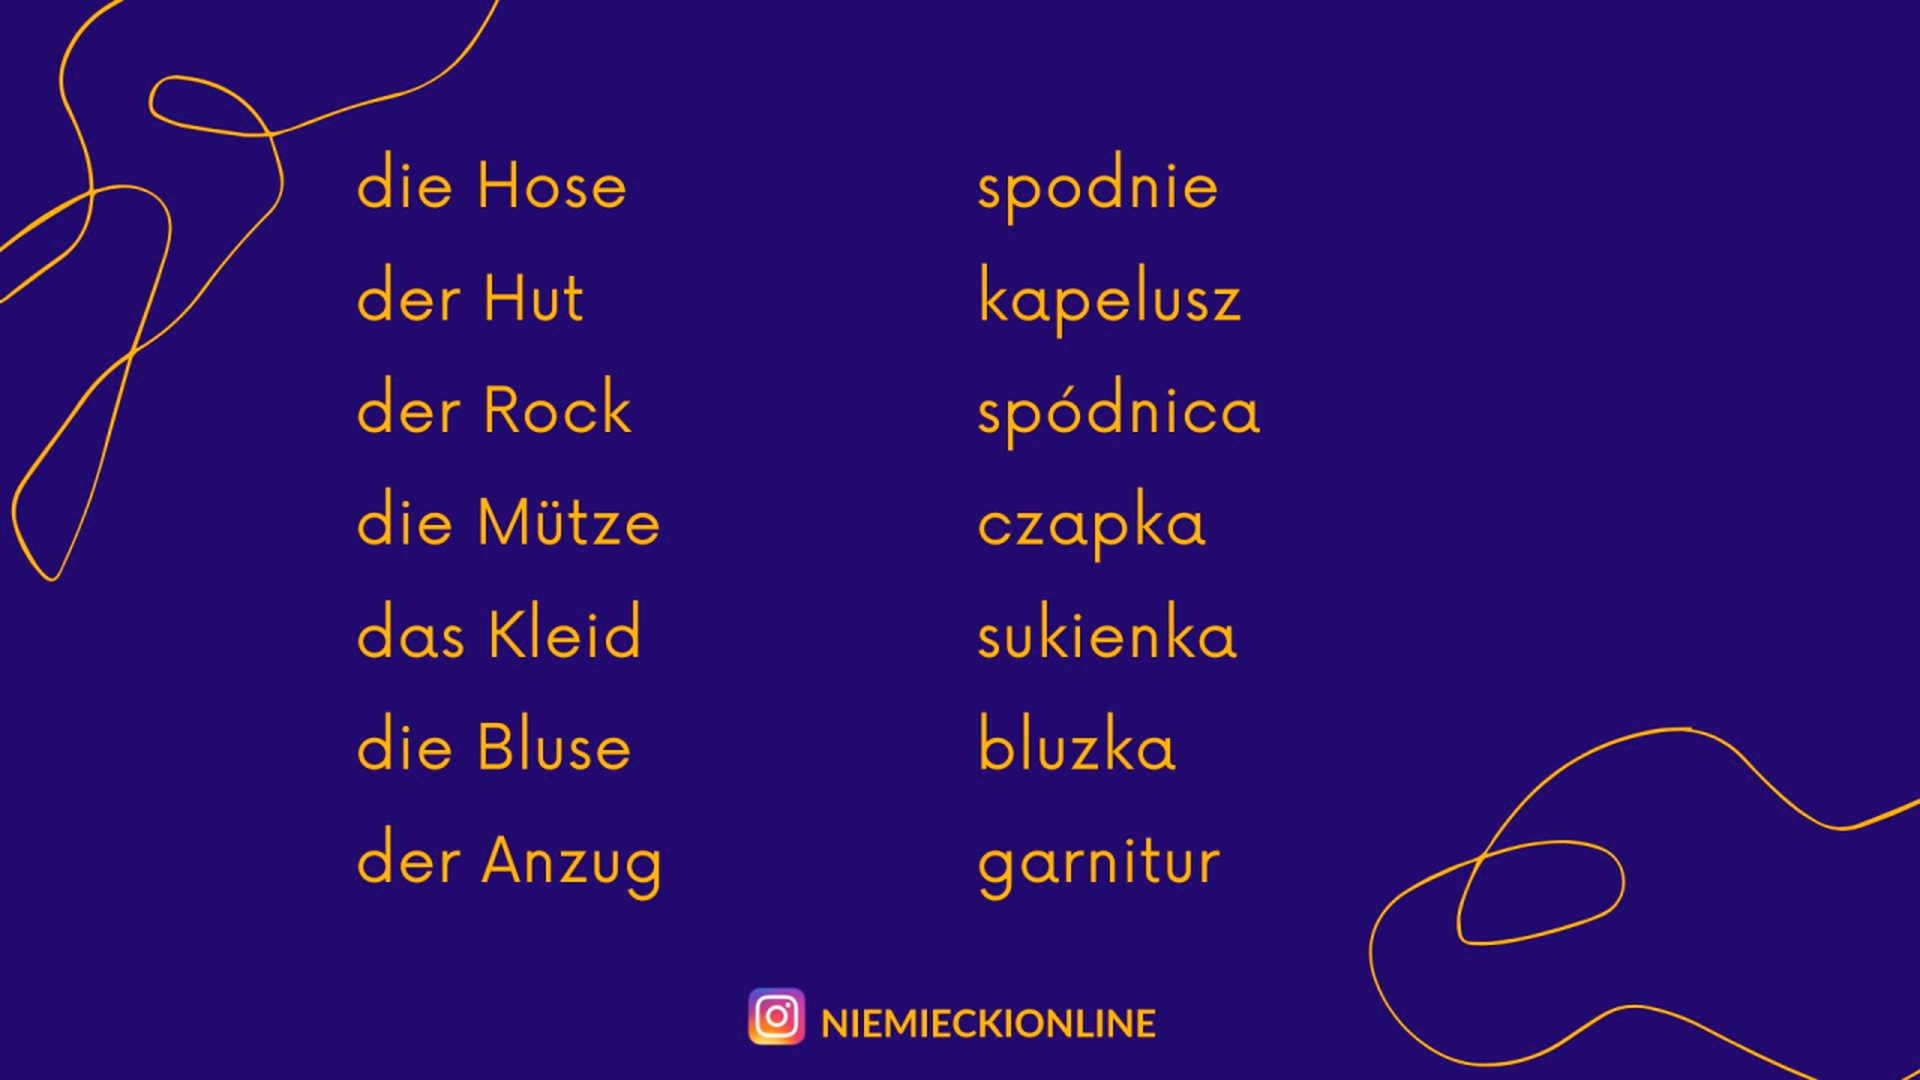 die Hose spodnie
der Hut kapelusz
der Rock spódnica
die Mütze czapka
das Kleid sukienka
die Bluse bluzka
der Anzug garnitur
NIEMIECKIONLINE